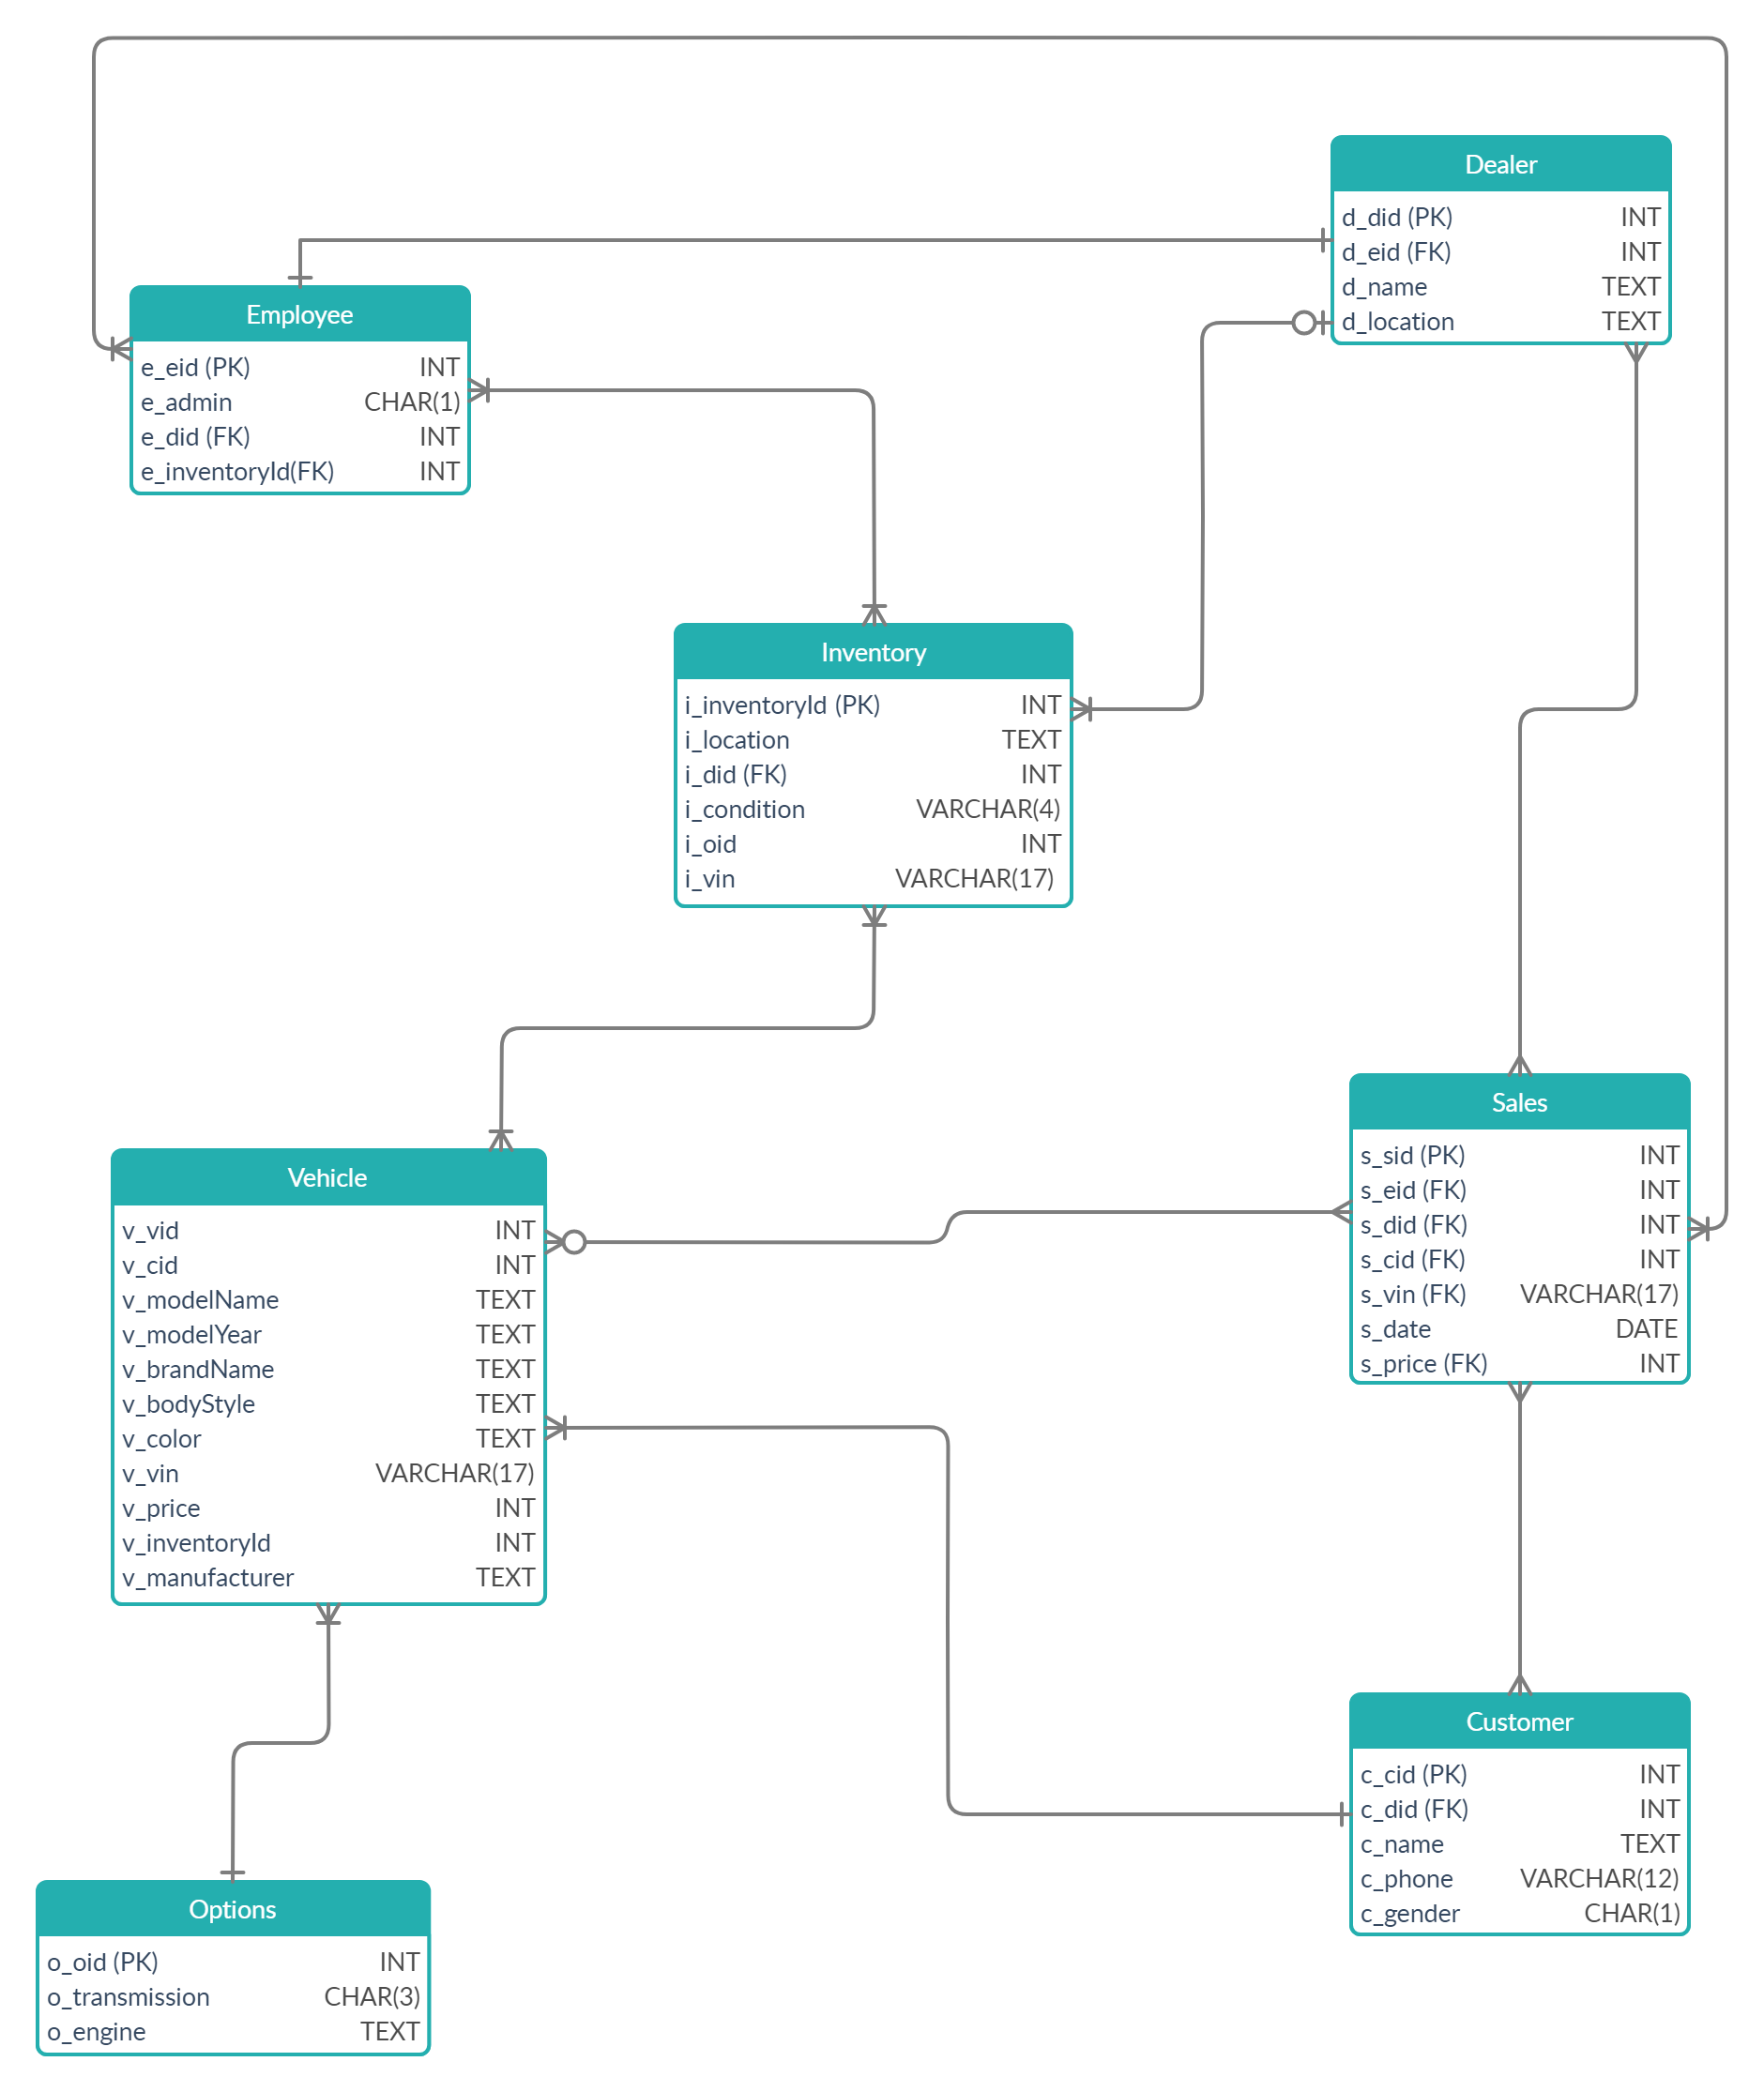 Dealer
d_did (PK) INT
d_eid (FK) INT
d_name TEXT
d_location TEXT
Employee
e_eid (PK) INT
e_admin CHAR(1)
e_did (FK) INT
e_inventoryId(FK) INT
Inventory
i_inventoryId (PK) INT
i_location TEXT
i_did (FK) INT
i_condition VARCHAR(4)
i_oid INT
i_vin VARCHAR(17)
Sales
s_sid (PK) INT
s_eid (FK) INT
s_did (FK) INT
s_cid (FK) INT
s_vin (FK) VARCHAR(17)
s_date DATE
s_price (FK) INT
Vehicle
v_vid INT
v_cid INT
v_modelName TEXT
v_modelYear TEXT
v_brandName TEXT
v_bodyStyle TEXT
v_color TEXT
v_vin VARCHAR(17)
v_price INT
v_inventoryId INT
v_manufacturer TEXT
Customer
c_cid (PK) INT
c_did (FK) INT
c_name TEXT
c_phone VARCHAR(12)
c_gender CHAR(1)
Options
o_oid (PK) INT
o_transmission CHAR(3)
o_engine TEXT